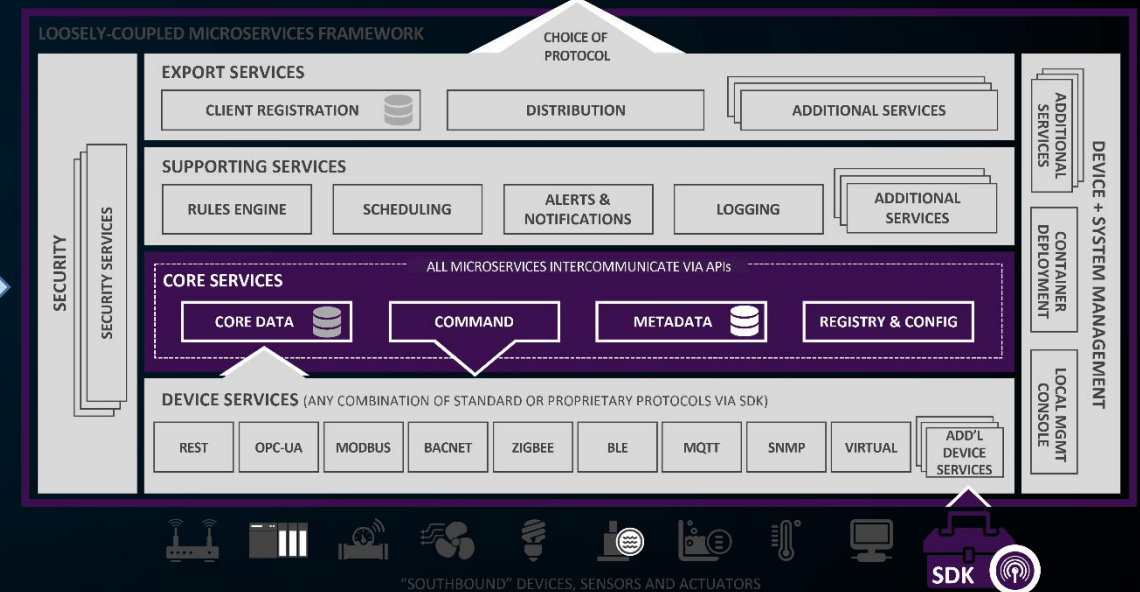 LOOSELY-COUPLED MICROSERVICES FRAMEWORK
CHOICE OF
PROTOCOL
EXPORT SERVICES
CLIENT REGISTRATION
DISTRIBUTION
ADDITIONAL SERVICES
SUPPORTING SERVICES
RULES ENGINE
SCHEDULING
ALERTS &
NOTIFICATIONS
LOGGING
ADDITIONAL
SERVICES
ALL MICROSERVICES INTERCOMMUNICATE VIA APIs
CORE SERVICES
CORE DATA
COMMAND
METADATA
REGISTRY & CONFIG
DEVICE SERVICES (ANY COMBINATION OF STANDARD OR PROPRIETARY PROTOCOLS VIA SDK)
REST
OPC-UA
MODBUS
BACNET
ZIGBEE
BLE
MQTT
SNMP
VIRTUAL
ADD'L
DEVICE
SERVICES
SECURITY
SECURITY SERVICES
ADDITIONAL
SERVICES
CONTAINER
DEPLOYMENT
LOCAL MGMT
CONSOLE
DEVICE + SYSTEM MANAGEMENT
"SOUTHBOUND" DEVICES, SENSORS AND ACTUATORS
SDK